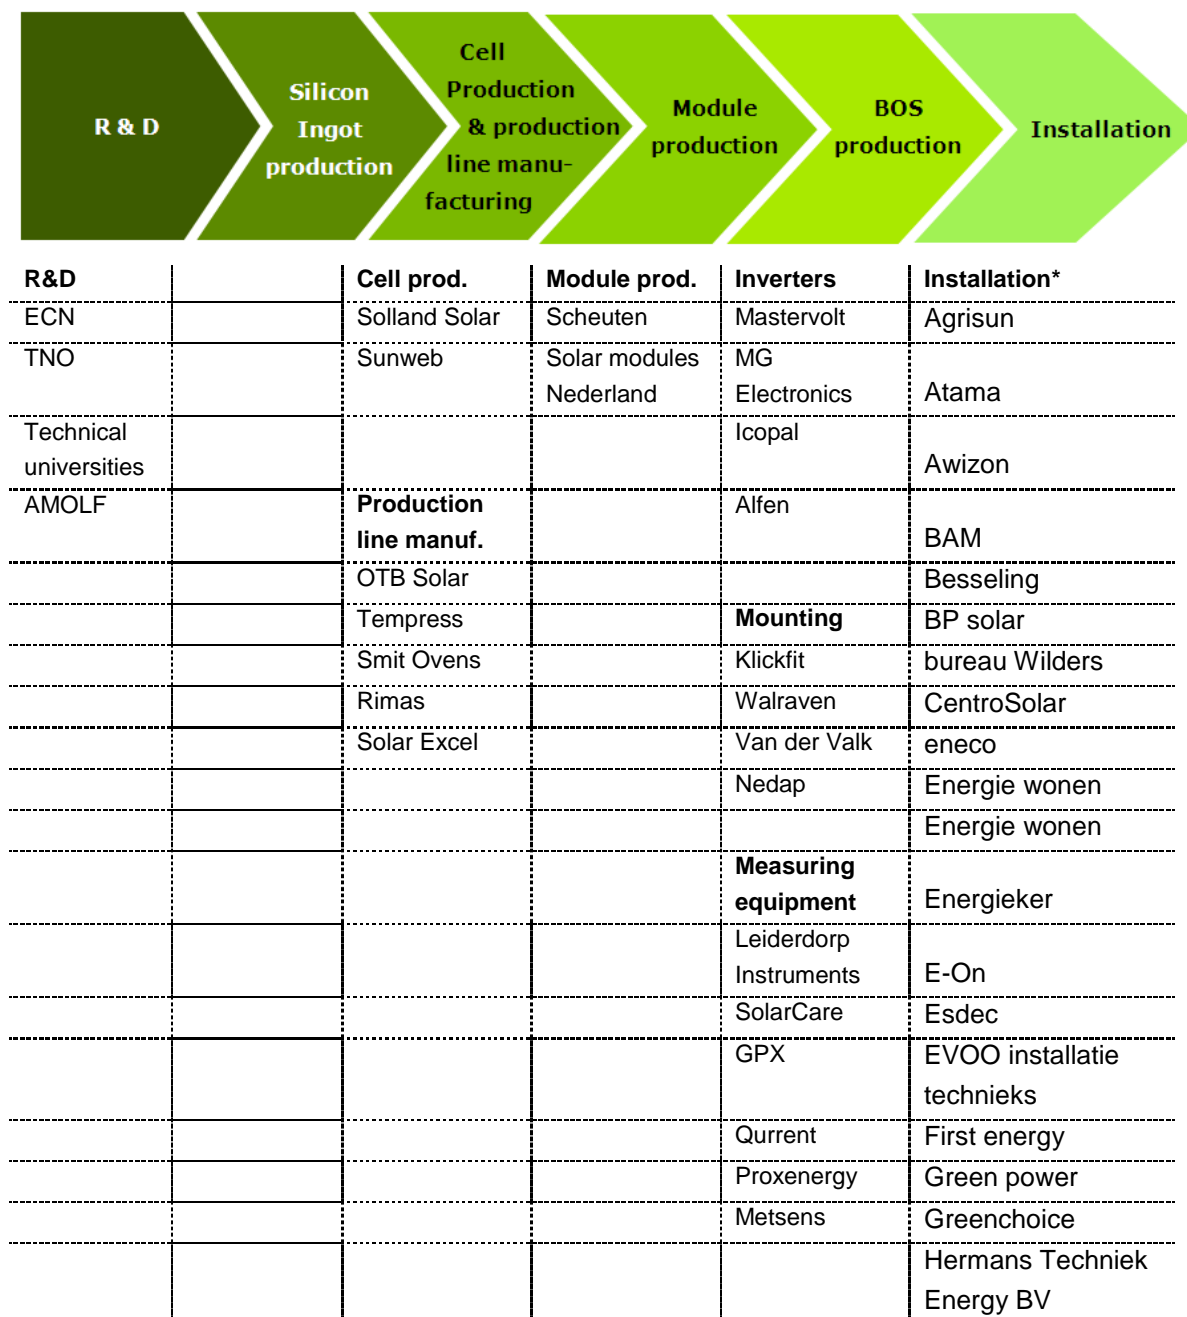 R & D
Silicon
Ingot
production
Cell
Production
& production
line manu-
facturing
Module
production
BOS
production
Installation
R&D Cell prod. Module prod. Inverters Installation*
ECN Solland Solar Scheuten Mastervolt Agrisun
TNO Sunweb Solar modules MG
Nederland Electronics Atama
Technical Icopal
universities Awizon
AMOLF Production Alfen
line manuf. BAM
OTB Solar Besseling
Tempress Mounting BP solar
Smit Ovens Klickfit bureau Wilders
Rimas Walraven CentroSolar
Solar Excel Van der Valk eneco
Nedap Energie wonen
Energie wonen
Measuring
equipment Energieker
Leiderdorp
Instruments E-On
SolarCare Esdec
GPX EVOO installatie
technieks
Qurrent First energy
Proxenergy Green power
Metsens Greenchoice
Hermans Techniek
Energy BV